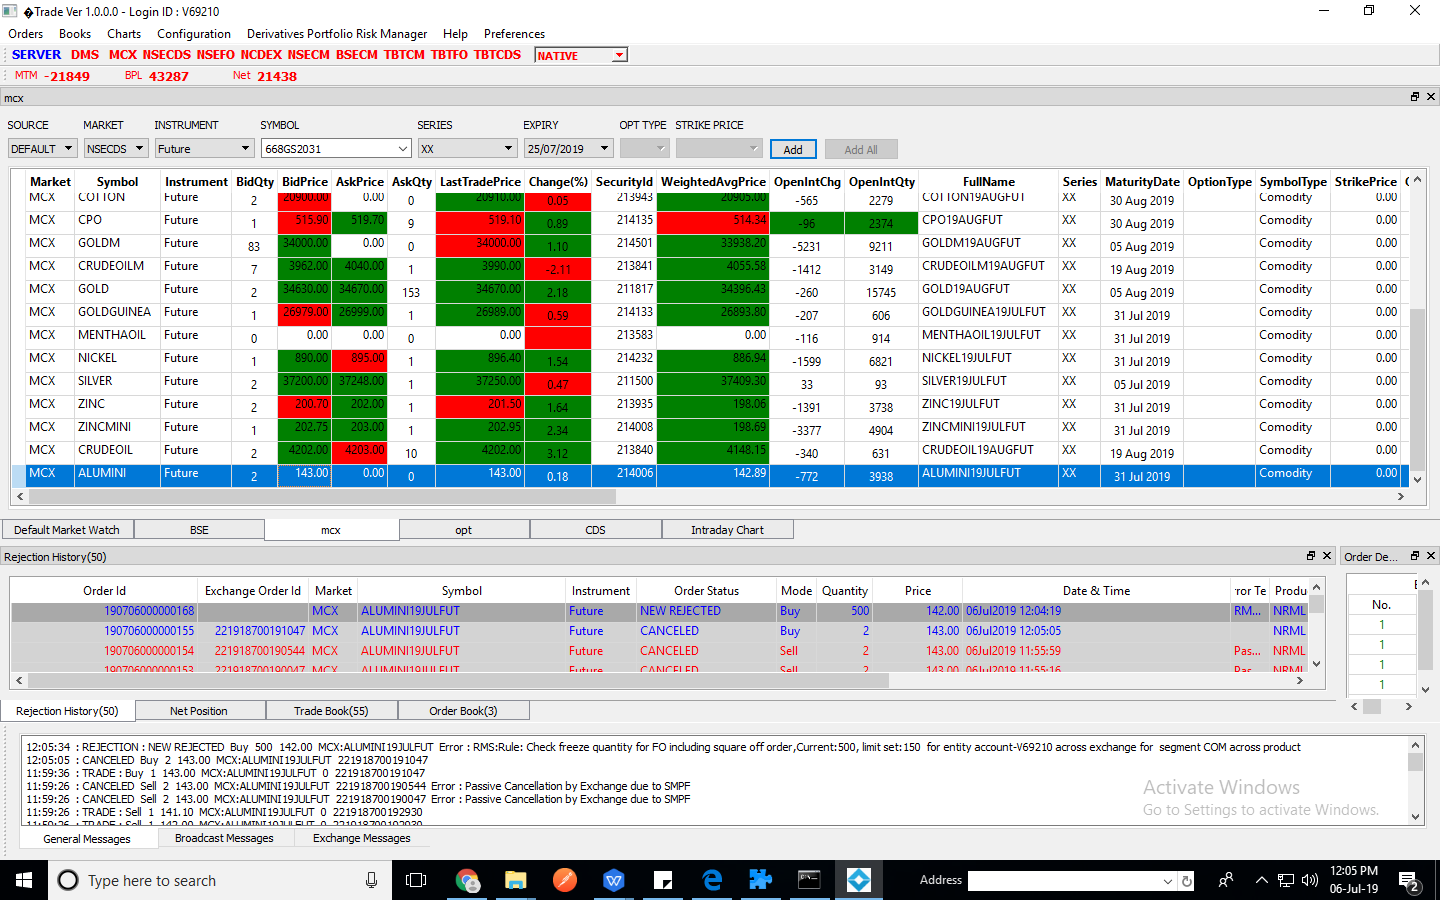 �Trade Ver 1.0.0.0 - Login ID : V69210
Orders Books Charts Configuration Derivatives Portfolio Risk Manager Help Preferences
SERVER DMS MCX NSECDS NSEFO NCDEX NSECM BSECM TBTCM TBTFO TBTCDS NATIVE
MTM -21849 BPL 43287 Net 21438
mcx
SOURCE MARKET INSTRUMENT SYMBOL SERIES EXPIRY OPT TYPE STRIKE PRICE
DEFAULT NSECDS Future 668GS2031 XX 25/07/2019 Add Add All
Market Symbol Instrument BidQty BidPrice AskPrice AskQty LastTradePrice Change(%) SecurityId WeightedAvgPrice OpenIntChg OpenIntQty FullName Series MaturityDate OptionType SymbolType StrikePrice
MCX COTTON Future 2 20900.00 0.00 0 20910.00 0.05 213943 20905.00 -565 2279 COTTON19AUGFUT XX 30 Aug 2019 Comodity 0.00
MCX CPO Future 1 515.90 519.70 9 519.10 0.89 214135 514.34 -96 2374 CPO19AUGFUT XX 30 Aug 2019 Comodity 0.00
MCX GOLDM Future 83 34000.00 0.00 0 34000.00 1.10 214501 33938.20 -5231 9211 GOLDM19AUGFUT XX 05 Aug 2019 Comodity 0.00
MCX CRUDEOILM Future 7 3962.00 4040.00 1 3990.00 -2.11 213841 4055.58 -1412 3149 CRUDEOILM19AUGFUT XX 19 Aug 2019 Comodity 0.00
MCX GOLD Future 2 34630.00 34670.00 153 34670.00 2.18 211817 34396.43 -260 15745 GOLD19AUGFUT XX 05 Aug 2019 Comodity 0.00
MCX GOLDGUINEA Future 1 26979.00 26999.00 1 26989.00 0.59 214133 26893.80 -207 606 GOLDGUINEA19JULFUT XX 31 Jul 2019 Comodity 0.00
MCX MENTHAOIL Future 0 0.00 0.00 0 0.00 213583 0.00 -116 914 MENTHAOIL19JULFUT XX 31 Jul 2019 Comodity 0.00
MCX NICKEL Future 1 890.00 895.00 1 896.40 1.54 214232 886.94 -1599 6821 NICKEL19JULFUT XX 31 Jul 2019 Comodity 0.00
MCX SILVER Future 2 37200.00 37248.00 1 37250.00 0.47 211500 37409.30 33 93 SILVER19JULFUT XX 05 Jul 2019 Comodity 0.00
MCX ZINC Future 2 200.70 202.00 1 201.50 1.64 213935 198.06 -1391 3738 ZINC19JULFUT XX 31 Jul 2019 Comodity 0.00
MCX ZINCMINI Future 1 202.75 203.00 1 202.95 2.34 214008 198.69 -3377 4904 ZINCMINI19JULFUT XX 31 Jul 2019 Comodity 0.00
MCX CRUDEOIL Future 2 4202.00 4203.00 10 4202.00 3.12 213840 4148.15 -340 631 CRUDEOIL19AUGFUT XX 19 Aug 2019 Comodity 0.00
MCX ALUMINI Future 2 143.00 0.00 0 143.00 0.18 214006 142.89 -772 3938 ALUMINI19JULFUT XX 31 Jul 2019 Comodity 0.00
Default Market Watch BSE mcx opt CDS Intraday Chart
Rejection History(50) Order De...
Order Id Exchange Order Id Market Symbol Instrument Order Status Mode Quantity Price Date & Time ror Te Produ
No.
190706000000168 MCX ALUMINI19JULFUT Future NEW REJECTED Buy 500 142.00 06Jul2019 12:04:19 RM... NRML
1
190706000000155 221918700191047 MCX ALUMINI19JULFUT Future CANCELED Buy 2 143.00 06Jul2019 12:05:05 NRML
1
190706000000154 221918700190544 MCX ALUMINI19JULFUT Future CANCELED Sell 2 143.00 06Jul2019 11:55:59 Pas... NRML
1
190706000000153 221918700190047 MCX ALUMINI19JULFUT Future CANCELED Sell 2 143.00 06Jul2019 11:55:16 Pas... NRML
1
Rejection History(50) Net Position Trade Book(55) Order Book(3)
12:05:34 : REJECTION : NEW REJECTED Buy 500 142.00 MCX:ALUMINI19JULFUT Error : RMS:Rule: Check freeze quantity for FO including square off order,Current:500, limit set:150 for entity account-V69210 across exchange for segment COM across product
12:05:05 : CANCELED Buy 2 143.00 MCX:ALUMINI19JULFUT 221918700191047
11:59:36 : TRADE : Buy 1 143.00 MCX:ALUMINI19JULFUT 0 221918700191047
11:59:26 : CANCELED Sell 2 143.00 MCX:ALUMINI19JULFUT 221918700190544 Error : Passive Cancellation by Exchange due to SMPF
11:59:26 : CANCELED Sell 2 143.00 MCX:ALUMINI19JULFUT 221918700190047 Error : Passive Cancellation by Exchange due to SMPF
11:59:26 : TRADE : Sell 1 141.10 MCX:ALUMINI19JULFUT 0 221918700192930
11:59:26 : TRADE : Sell 1 142.00 MCX:ALUMINI19JULFUT 0 221918700192930
Activate Windows
Go to Settings to activate Windows.
General Messages Broadcast Messages Exchange Messages
Type here to search Address 12:05 PM
06-Jul-19
2